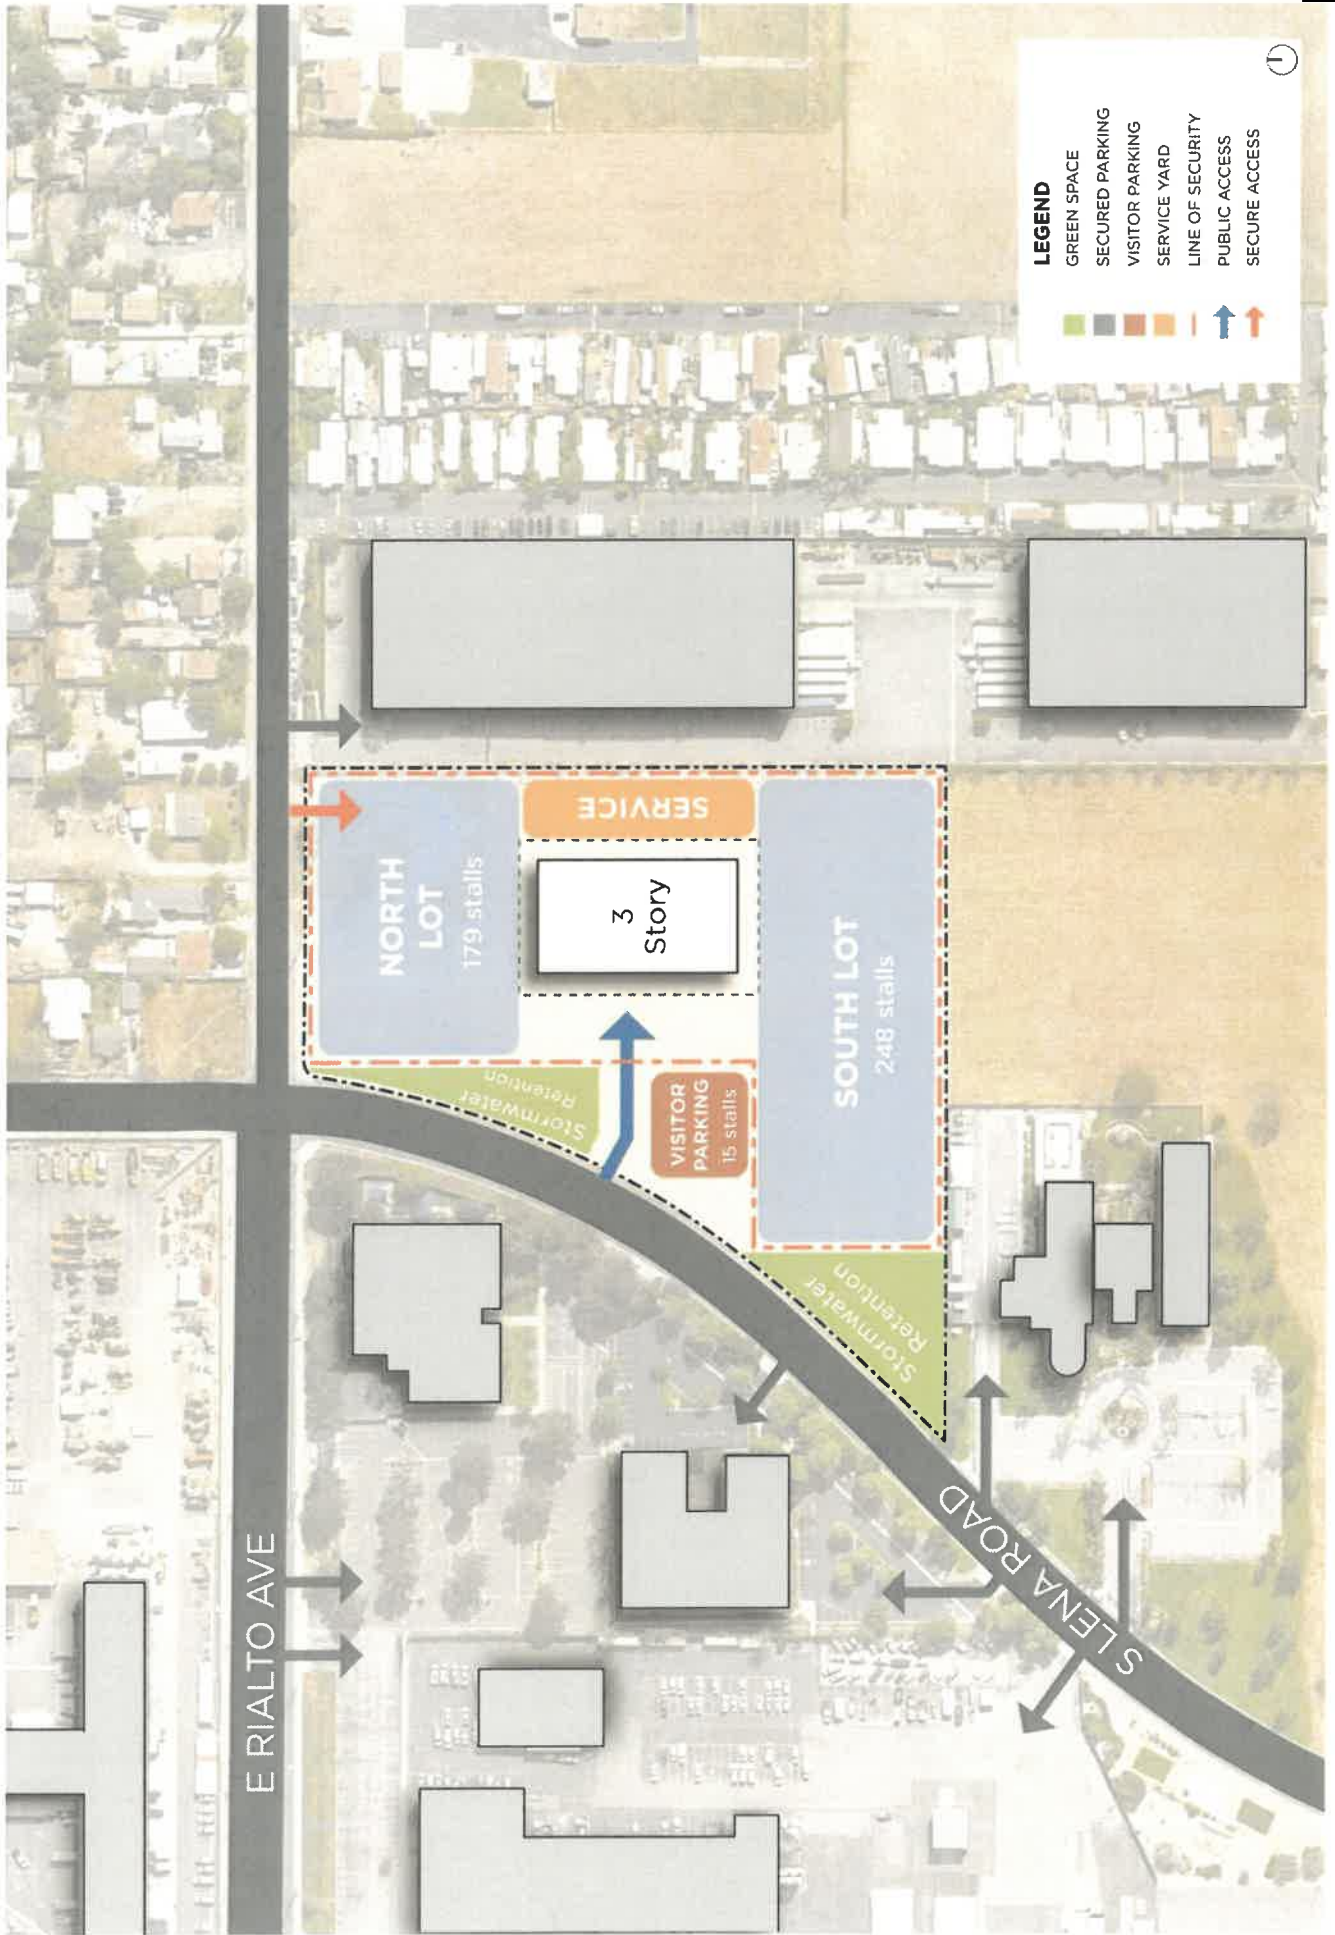 E RIALTO AVE
S LENA ROAD
NORTH
LOT
179 stalls
SERVICE
3
Story
SOUTH LOT
248 stalls
VISITOR
PARKING
15 stalls
Stormwater
Retention
Stormwater
Retention
LEGEND
GREEN SPACE
SECURED PARKING
VISITOR PARKING
SERVICE YARD
LINE OF SECURITY
PUBLIC ACCESS
SECURE ACCESS